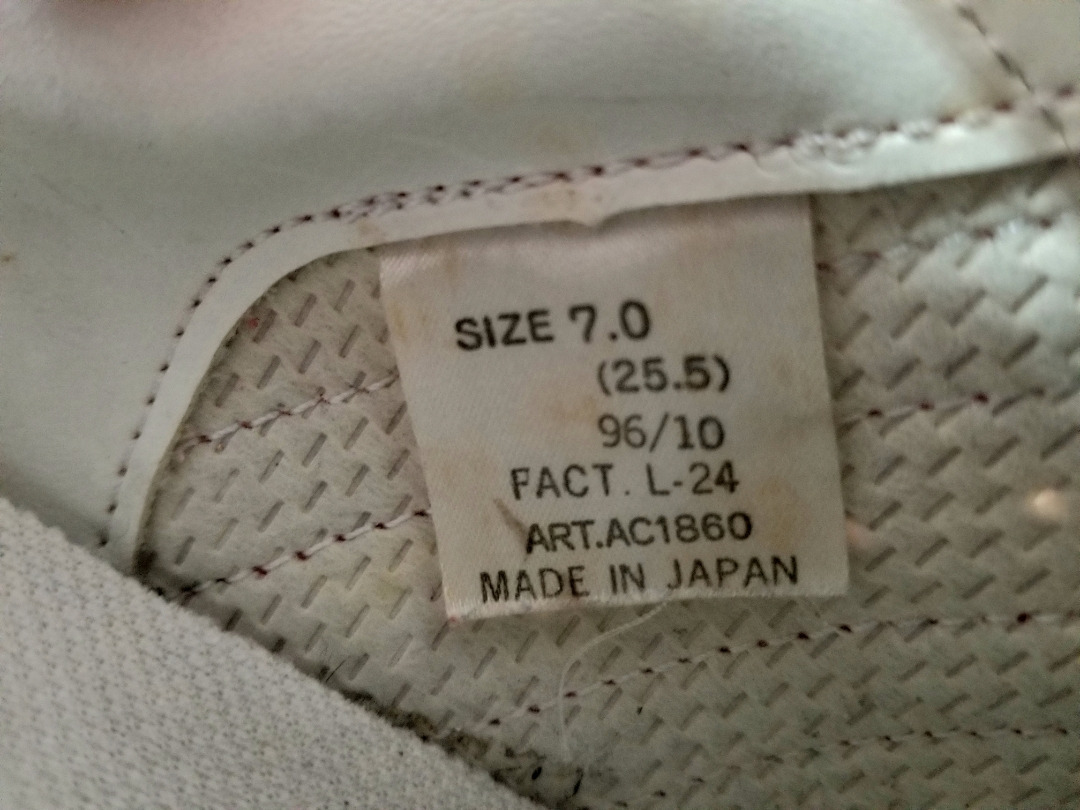 SIZE 7.0
(25.5)
96/10
FACT. L-24
ART.AC1860
MADE IN JAPAN